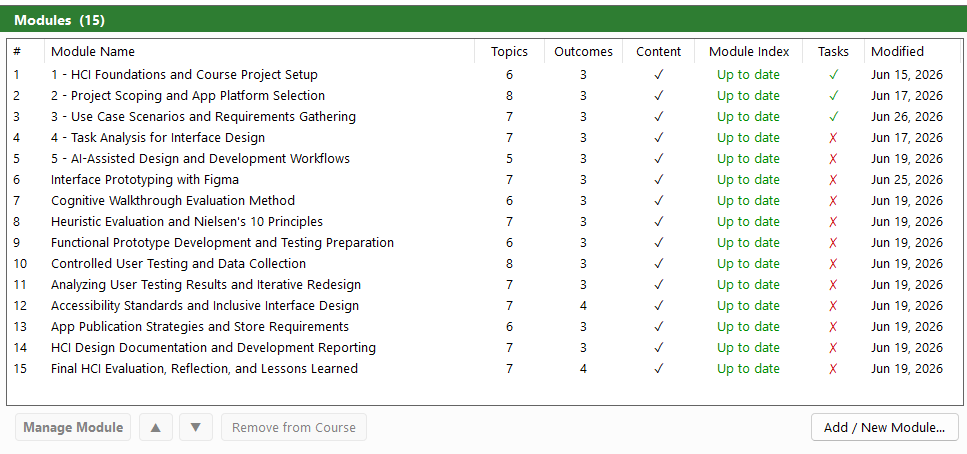 Modules (15)
# Module Name Topics Outcomes Content Module Index Tasks Modified
1 1 - HCI Foundations and Course Project Setup 6 3 ✓ Up to date ✓ Jun 15, 2026
2 2 - Project Scoping and App Platform Selection 8 3 ✓ Up to date ✓ Jun 17, 2026
3 3 - Use Case Scenarios and Requirements Gathering 7 3 ✓ Up to date ✓ Jun 26, 2026
4 4 - Task Analysis for Interface Design 7 3 ✓ Up to date ✗ Jun 17, 2026
5 5 - AI-Assisted Design and Development Workflows 5 3 ✓ Up to date ✗ Jun 19, 2026
6 Interface Prototyping with Figma 7 3 ✓ Up to date ✗ Jun 25, 2026
7 Cognitive Walkthrough Evaluation Method 6 3 ✓ Up to date ✗ Jun 19, 2026
8 Heuristic Evaluation and Nielsen's 10 Principles 7 3 ✓ Up to date ✗ Jun 19, 2026
9 Functional Prototype Development and Testing Preparation 6 3 ✓ Up to date ✗ Jun 19, 2026
10 Controlled User Testing and Data Collection 8 3 ✓ Up to date ✗ Jun 19, 2026
11 Analyzing User Testing Results and Iterative Redesign 7 3 ✓ Up to date ✗ Jun 19, 2026
12 Accessibility Standards and Inclusive Interface Design 7 4 ✓ Up to date ✗ Jun 19, 2026
13 App Publication Strategies and Store Requirements 6 3 ✓ Up to date ✗ Jun 19, 2026
14 HCI Design Documentation and Development Reporting 7 3 ✓ Up to date ✗ Jun 19, 2026
15 Final HCI Evaluation, Reflection, and Lessons Learned 7 4 ✓ Up to date ✗ Jun 19, 2026
Manage Module ▲ ▼ Remove from Course Add / New Module...